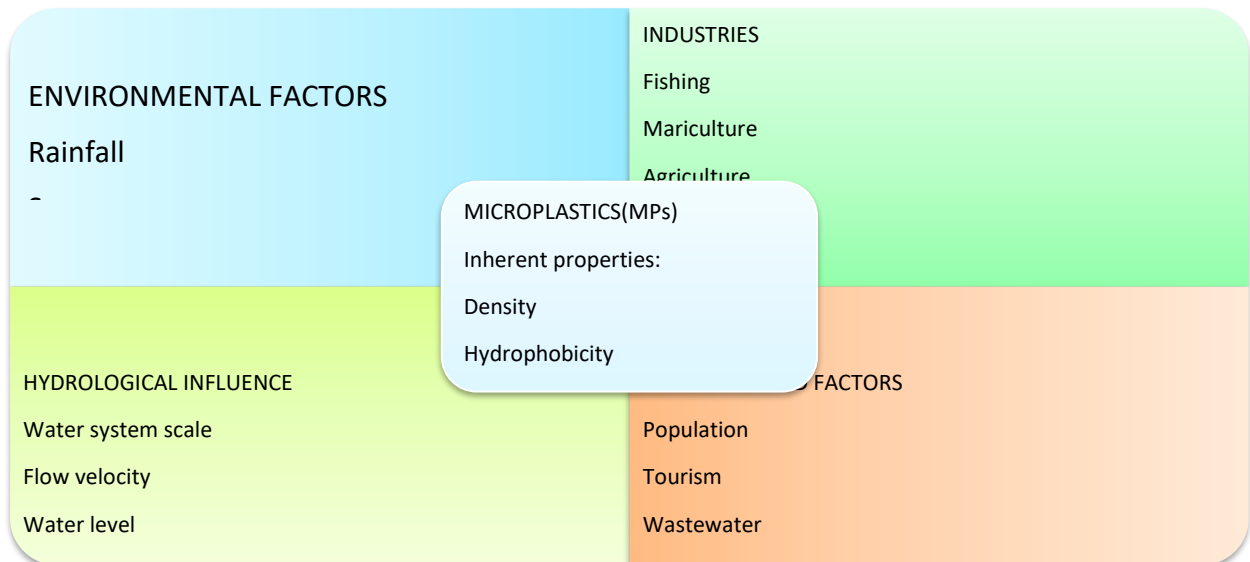 ENVIRONMENTAL FACTORS
Rainfall
INDUSTRIES
Fishing
Mariculture
Agriculture
MICROPLASTICS(MPs)
Inherent properties:
Density
Hydrophobicity
HYDROLOGICAL INFLUENCE
Water system scale
Flow velocity
Water level
FACTORS
Population
Tourism
Wastewater